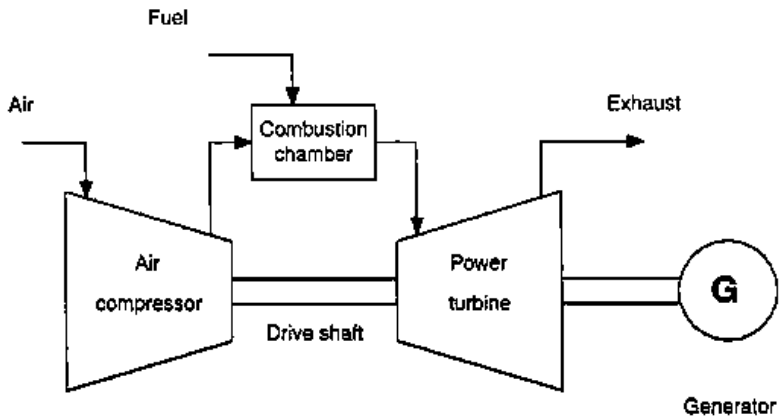 Fuel
Air
Combustion
chamber
Exhaust
Air
compressor
Power
turbine
G
Drive shaft
Generator